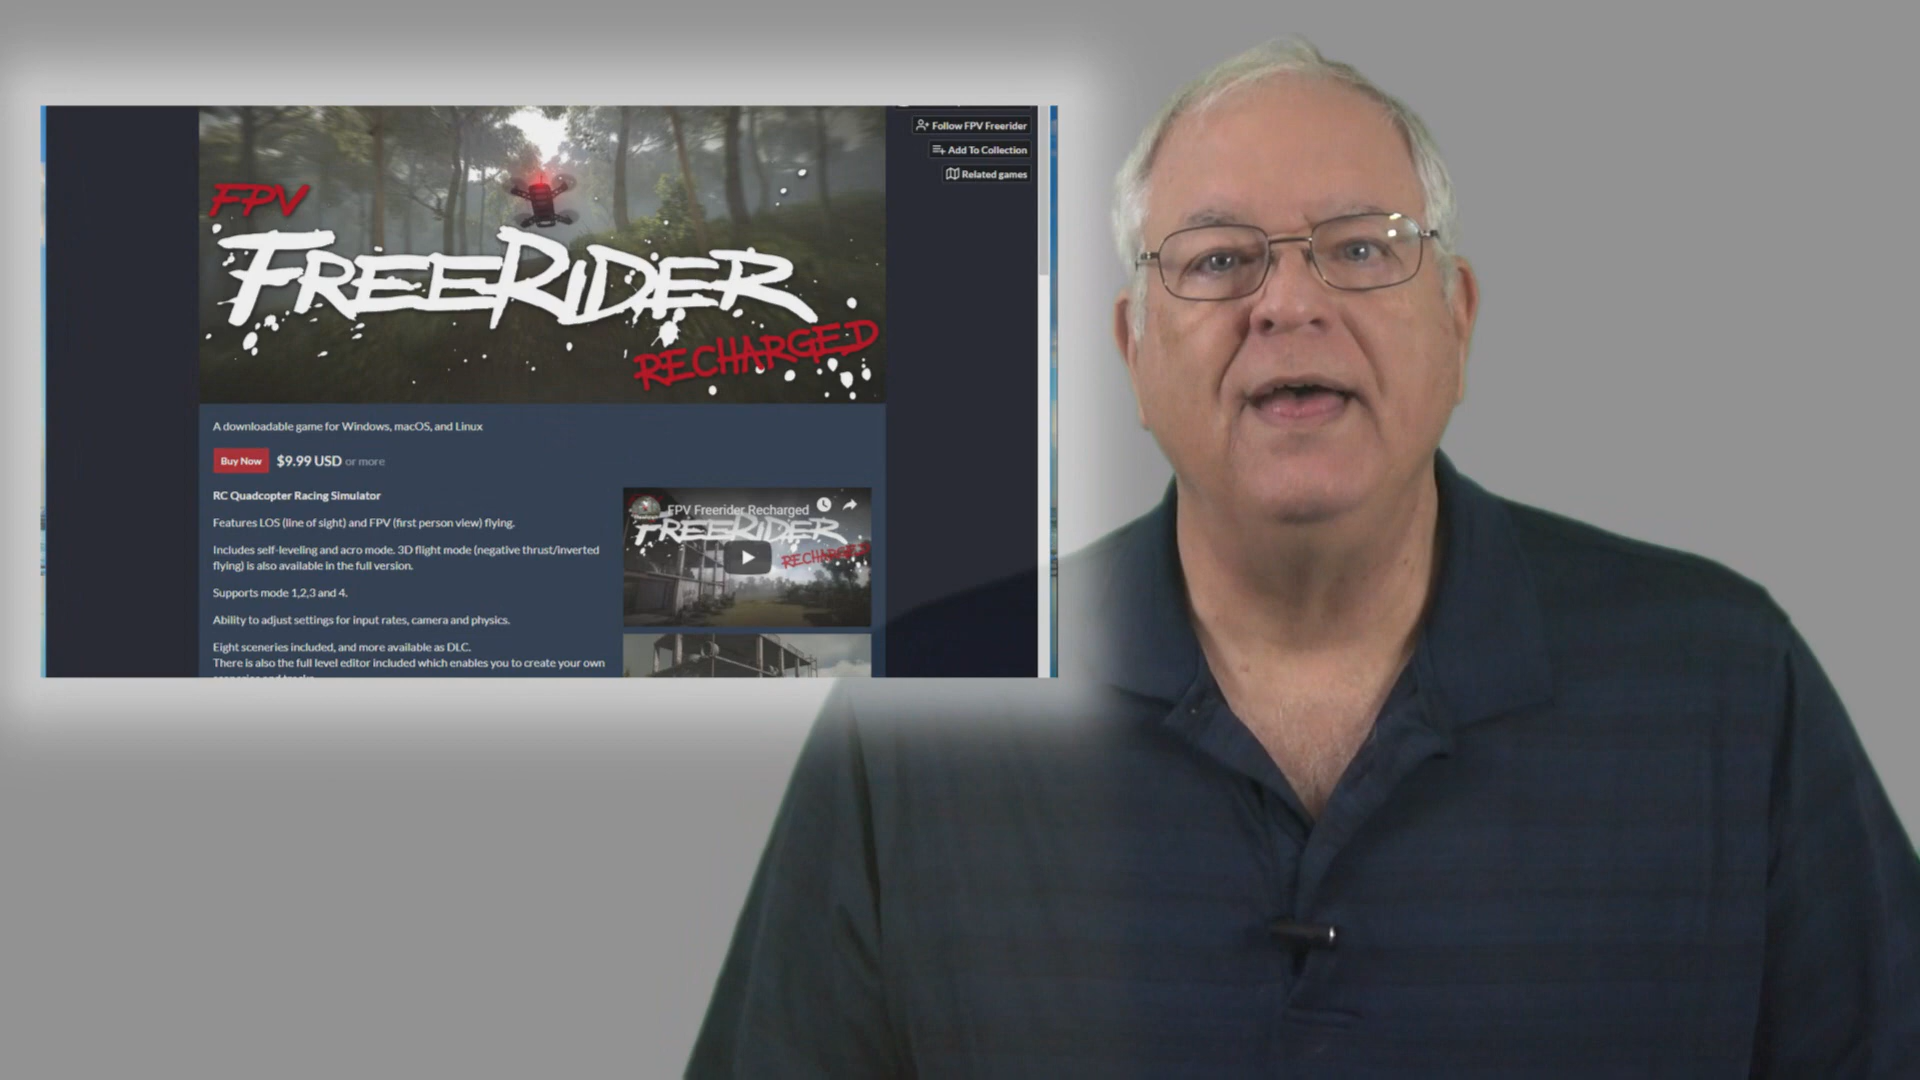 Follow FPV Freerider
Add To Collection
Related games
FPV
FREERIDER
RECHARGED
A downloadable game for Windows, macOS, and Linux
Buy Now $9.99 USD or more
RC Quadcopter Racing Simulator
Features LOS (line of sight) and FPV (first person view) flying.
Includes self-leveling and acro mode. 3D flight mode (negative thrust/inverted
flying) is also available in the full version.
Supports mode 1,2,3 and 4.
Ability to adjust settings for input rates, camera and physics.
Eight sceneries included, and more available as DLC.
There is also the full level editor included which enables you to create your own
FPV Freerider Recharged
FREERIDER
RECHARGED